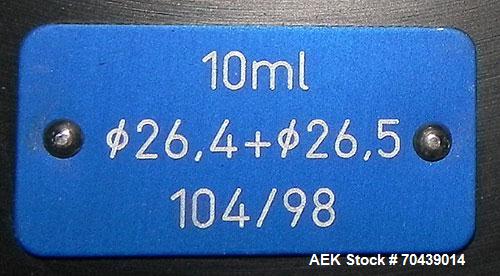 10ml
ϕ26,4+ϕ26,5
104/98
AEK Stock # 70439014